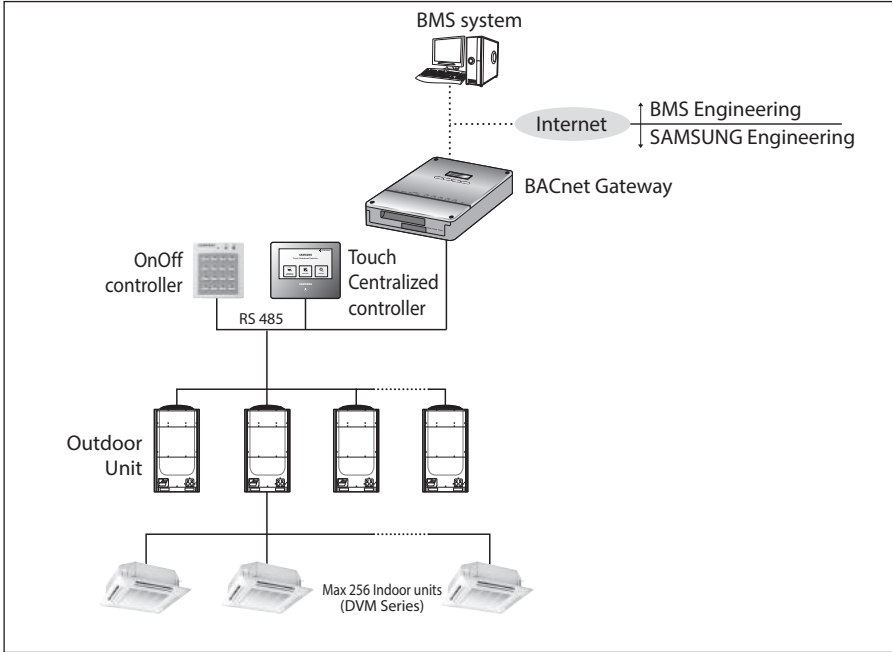 BMS system
Internet
BMS Engineering
SAMSUNG Engineering
BACnet Gateway
OnOff
controller
Touch
Centralized
controller
RS 485
Outdoor
Unit
Max 256 Indoor units
(DVM Series)